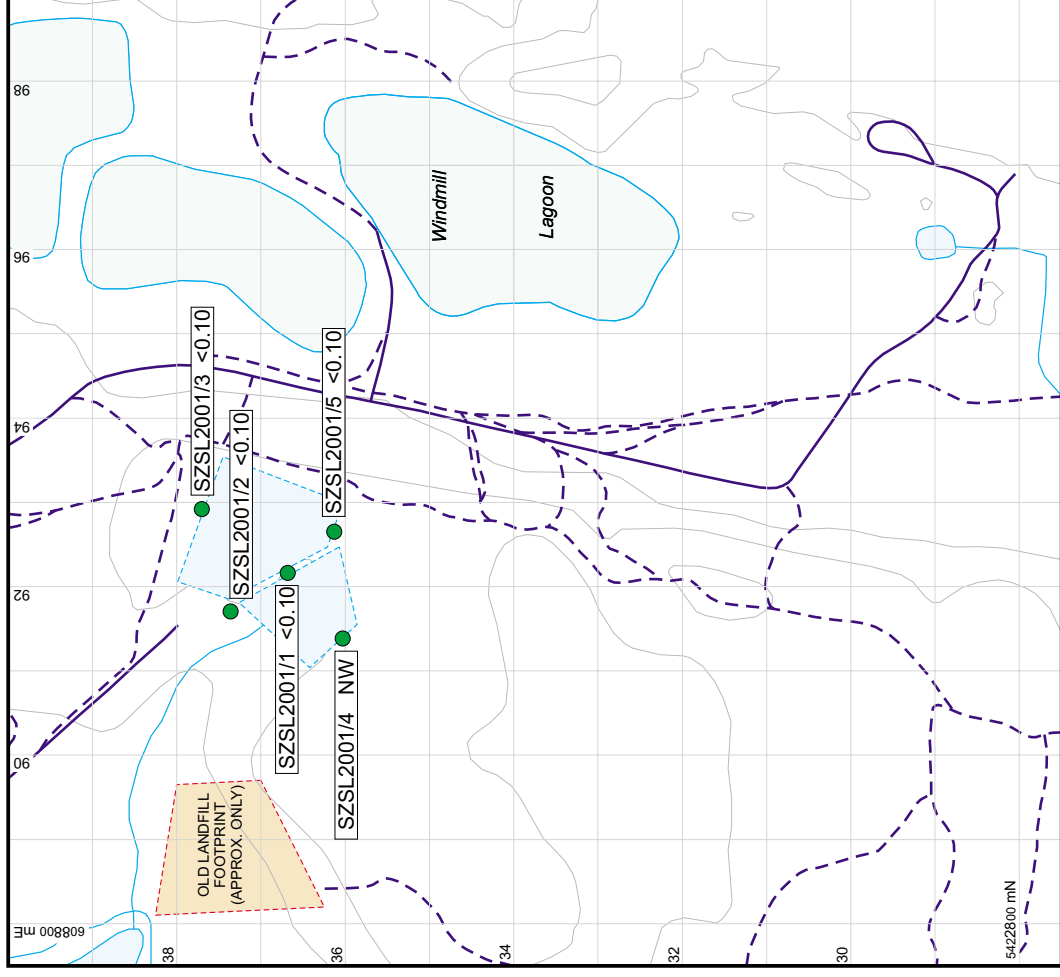 98
96
94
92
90
608800 mE
38
36
34
32
30
5422800 mN
Windmill
Lagoon
SZSL2001/3 <0.10
SZSL2001/2 <0.10
SZSL2001/5 <0.10
SZSL2001/1 <0.10
SZSL2001/4 NW
OLD LANDFILL
FOOTPRINT
(APPROX. ONLY)